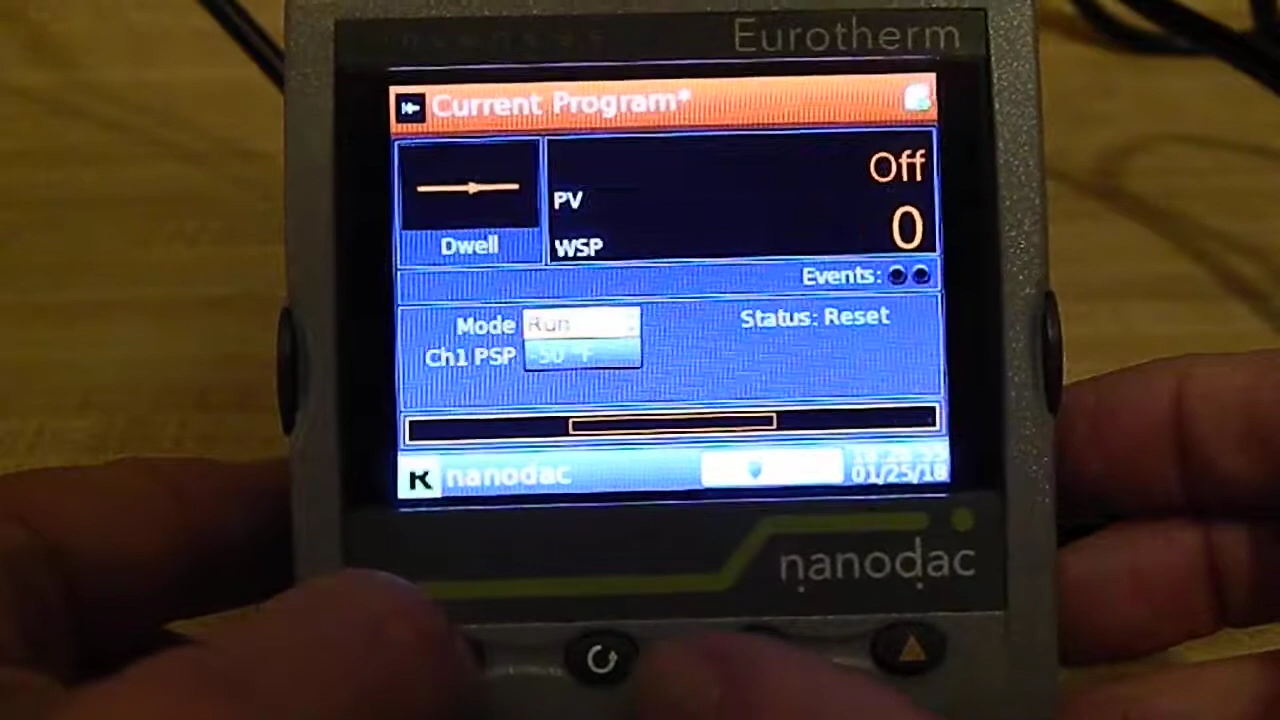 Eurotherm
Current Program*
Off
PV
0
Dwell
WSP
Events:
Mode Run Status: Reset
Ch1 PSP -50 °F
R nanodac
01/25/18
nanodac